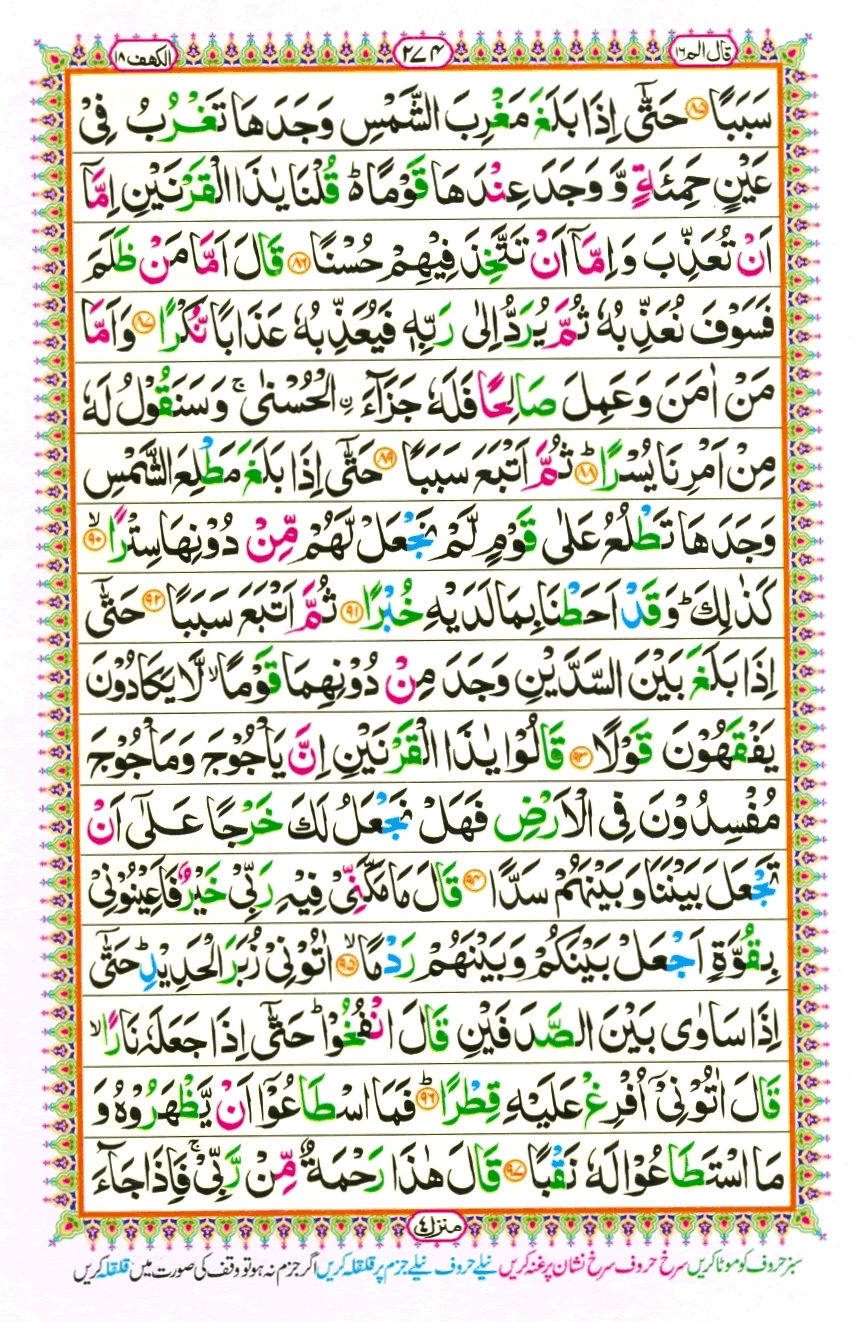 قال الم ١٦
٢٧٤
الكهف ١٨
سَبَبًا ۝٨٥ حَتّٰۤی اِذَا بَلَغَ مَغْرِبَ الشَّمْسِ وَجَدَهَا تَغْرُبُ فِیْ
عَیْنٍ حَمِئَةٍ وَّ وَجَدَ عِنْدَهَا قَوْمًا ؕ۬ قُلْنَا یٰذَا الْقَرْنَیْنِ اِمَّاۤ
اَنْ تُعَذِّبَ وَ اِمَّاۤ اَنْ تَتَّخِذَ فِیْهِمْ حُسْنًا ۝٨٦ قَالَ اَمَّا مَنْ ظَلَمَ
فَسَوْفَ نُعَذِّبُهٗ ثُمَّ یُرَدُّ اِلٰی رَبِّهٖ فَیُعَذِّبُهٗ عَذَابًا نُّكْرًا ۝٨٧ وَ اَمَّا
مَنْ اٰمَنَ وَ عَمِلَ صَالِحًا فَلَهٗ جَزَآءَ ۨ الْحُسْنٰی ۚ وَ سَنَقُوْلُ لَهٗ
مِنْ اَمْرِنَا یُسْرًا ؕ۝٨٨ ثُمَّ اَتْبَعَ سَبَبًا ۝٨٩ حَتّٰۤی اِذَا بَلَغَ مَطْلِعَ الشَّمْسِ
وَجَدَهَا تَطْلُعُ عَلٰی قَوْمٍ لَّمْ نَجْعَلْ لَّهُمْ مِّنْ دُوْنِهَا سِتْرًا ۙ۝٩٠
كَذٰلِكَ ؕ وَ قَدْ اَحَطْنَا بِمَا لَدَیْهِ خُبْرًا ۝٩١ ثُمَّ اَتْبَعَ سَبَبًا ۝٩٢ حَتّٰۤی
اِذَا بَلَغَ بَیْنَ السَّدَّیْنِ وَجَدَ مِنْ دُوْنِهِمَا قَوْمًا ۙ لَّا یَكَادُوْنَ
یَفْقَهُوْنَ قَوْلًا ۝٩٣ قَالُوْا یٰذَا الْقَرْنَیْنِ اِنَّ یَاْجُوْجَ وَ مَاْجُوْجَ
مُفْسِدُوْنَ فِی الْاَرْضِ فَهَلْ نَجْعَلُ لَكَ خَرْجًا عَلٰۤی اَنْ
تَجْعَلَ بَیْنَنَا وَ بَیْنَهُمْ سَدًّا ۝٩٤ قَالَ مَا مَكَّنِّیْ فِیْهِ رَبِّیْ خَیْرٌ فَاَعِیْنُوْنِیْ
بِقُوَّةٍ اَجْعَلْ بَیْنَكُمْ وَ بَیْنَهُمْ رَدْمًا ۙ۝٩٥ اٰتُوْنِیْ زُبَرَ الْحَدِیْدِ ؕ حَتّٰۤی
اِذَا سَاوٰی بَیْنَ الصَّدَفَیْنِ قَالَ انْفُخُوْا ؕ حَتّٰۤی اِذَا جَعَلَهٗ نَارًا ۙ
قَالَ اٰتُوْنِیْۤ اُفْرِغْ عَلَیْهِ قِطْرًا ؕ۝٩٦ فَمَا اسْطَاعُوْۤا اَنْ یَّظْهَرُوْهُ وَ
مَا اسْتَطَاعُوْا لَهٗ نَقْبًا ۝٩٧ قَالَ هٰذَا رَحْمَةٌ مِّنْ رَّبِّیْ ۚ فَاِذَا جَآءَ
منزل ٤
سبز حروف کو موٹا کریں سرخ حروف سرخ نشان پر غنہ کریں نیلے حروف نیلے جزم پر قلقلہ کریں اگر جزم نہ ہو تو وقف کی صورت میں قلقلہ کریں